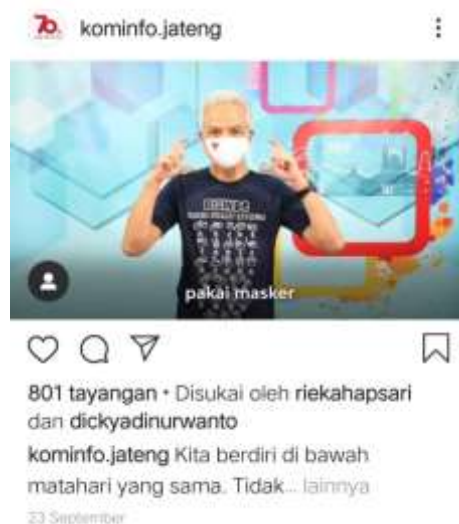 70 kominfo.jateng
pakai masker
801 tayangan • Disukai oleh riekahapsari
dan dickyadinurwanto
kominfo.jateng Kita berdiri di bawah
matahari yang sama. Tidak... lainnya
23 September